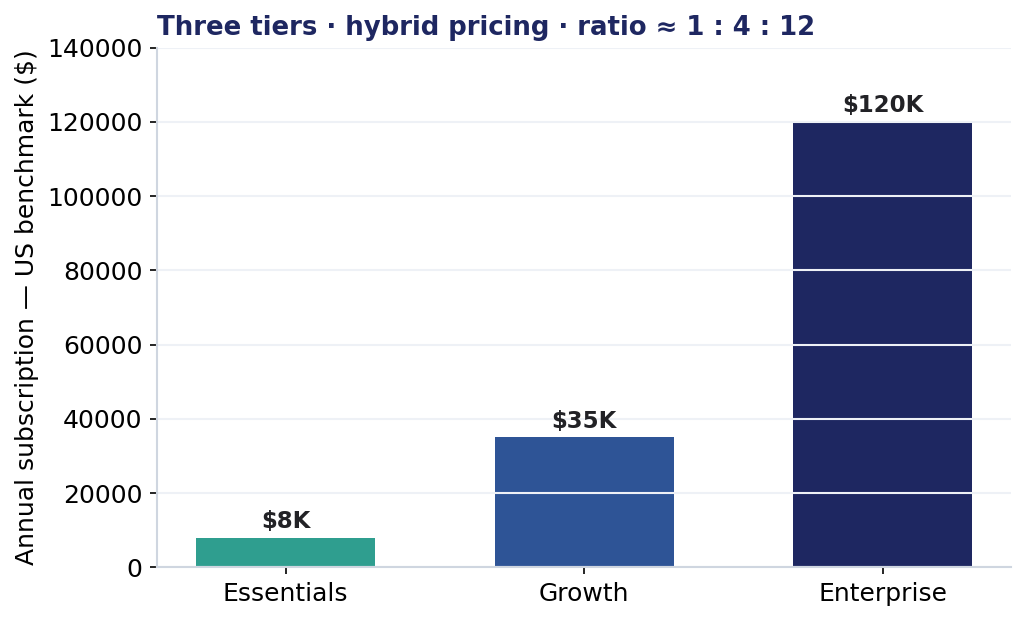 Three tiers · hybrid pricing · ratio ≈ 1 : 4 : 12
Annual subscription — US benchmark ($)
140000
120000
100000
80000
60000
40000
20000
0
$8K
$35K
$120K
Essentials
Growth
Enterprise